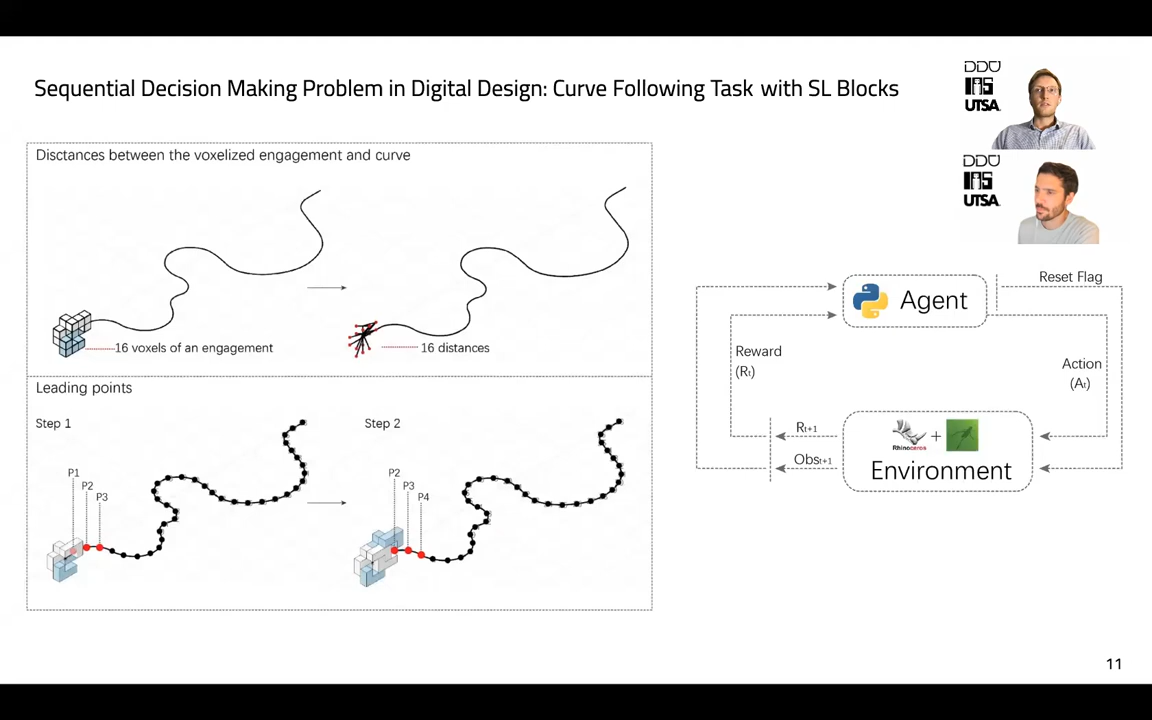 Sequential Decision Making Problem in Digital Design: Curve Following Task with SL Blocks
DDU
IAS
UTSA
DDU
IAS
UTSA
Disctances between the voxelized engagement and curve
16 voxels of an engagement
16 distances
Leading points
Step 1
P1
P2
P3
Step 2
P2
P3
P4
Agent
Reset Flag
Reward
(Rt)
Action
(At)
Rt+1
Obst+1
Rhinoceros
+
Environment
11